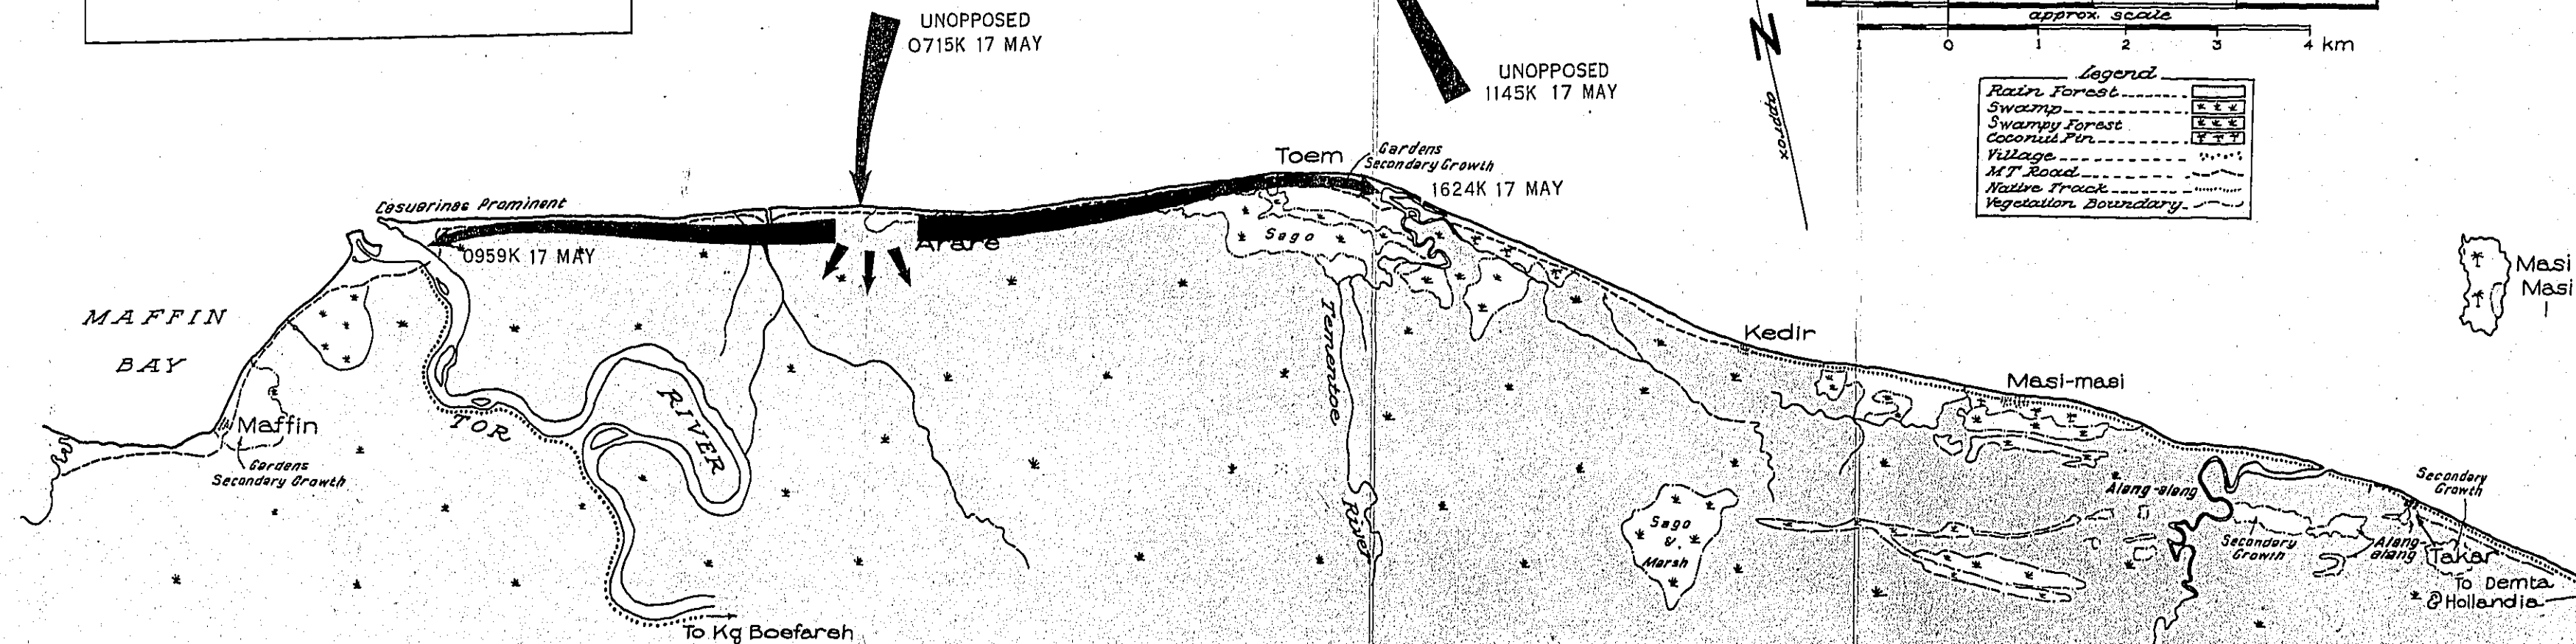 UNOPPOSED
0715K 17 MAY
UNOPPOSED
1145K 17 MAY
N
approx
approx. scale
1 0 1 2 3 4 km
Legend
Rain Forest
Swamp
Swampy Forest
Coconut Ptn
Village
MT Road
Native Track
Vegetation Boundary
Toem
Gardens
Secondary Growth
1624K 17 MAY
Casuarinas Prominent
0959K 17 MAY
Arare
Sago
MAFFIN
BAY
Maffin
Gardens
Secondary Growth
TOR
RIVER
Tementoe
River
Kedir
Masi
Masi
Masi-masi
Sago
&
Marsh
Alang-alang
Secondary
Growth
Alang-
alang
Secondary
Growth
Takar
To Demta
& Hollandia
To Kg Boefareh